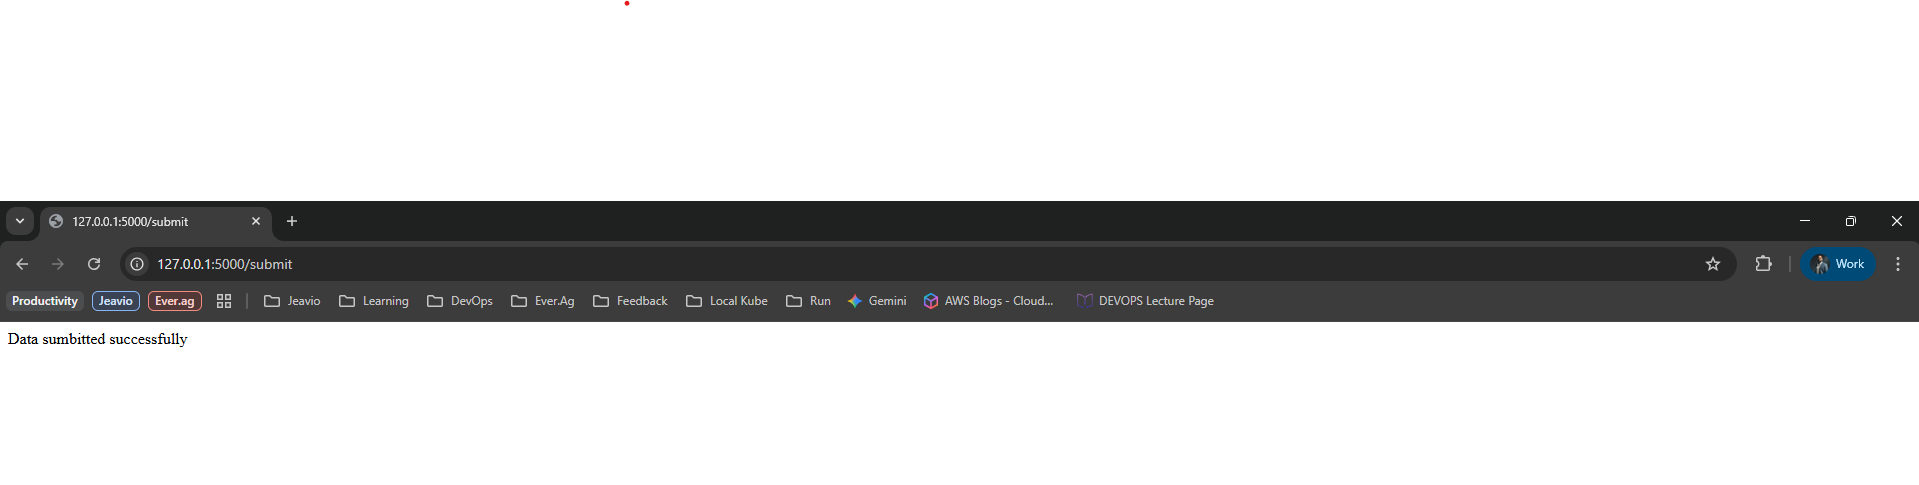 127.0.0.1:5000/submit
127.0.0.1:5000/submit Work
Productivity Jeavio Ever.ag Jeavio Learning DevOps Ever.Ag Feedback Local Kube Run Gemini AWS Blogs - Cloud... DEVOPS Lecture Page
Data sumbitted successfully